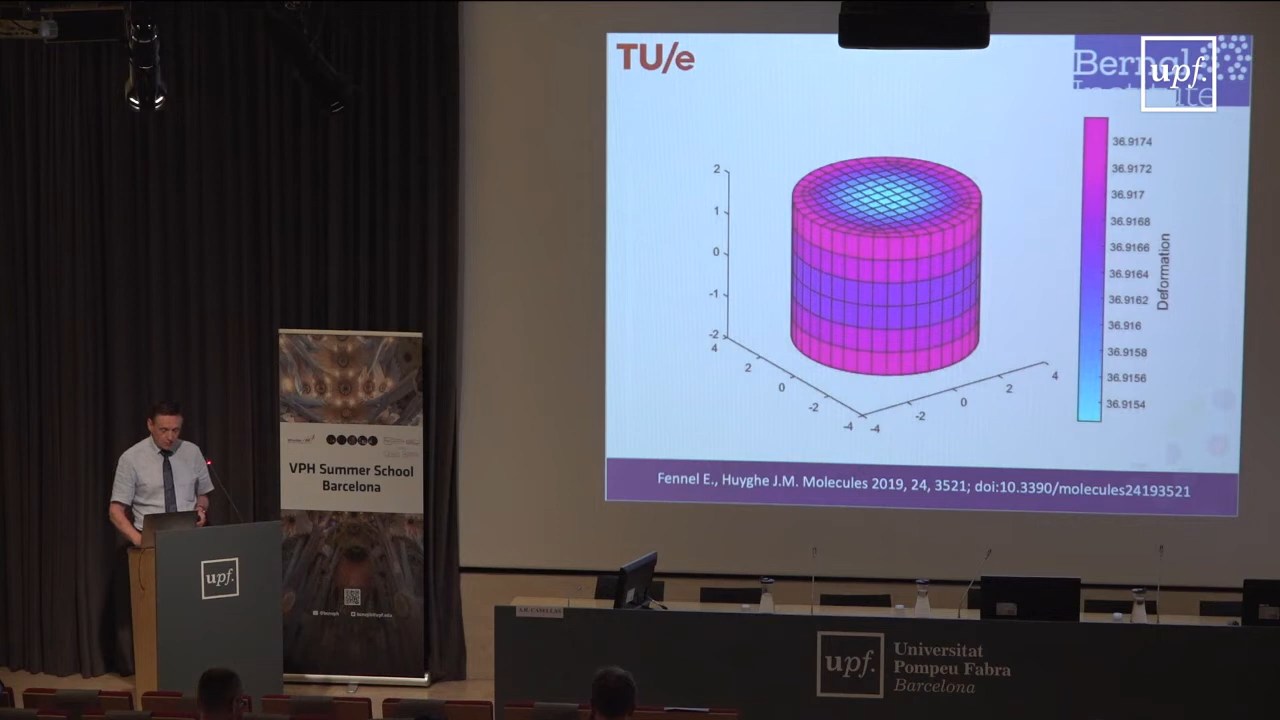 TU/e
Bernal
Institute
upf.
36.9174
36.9172
36.917
36.9168
36.9166
36.9164
36.9162
36.916
36.9158
36.9156
36.9154
Deformation
2
1
0
-1
-2
4
2
0
-2
-4
-4
-2
0
2
4
Fennel E., Huyghe J.M. Molecules 2019, 24, 3521; doi:10.3390/molecules24193521
VPH Summer School
Barcelona
upf.
upf.
Universitat
Pompeu Fabra
Barcelona